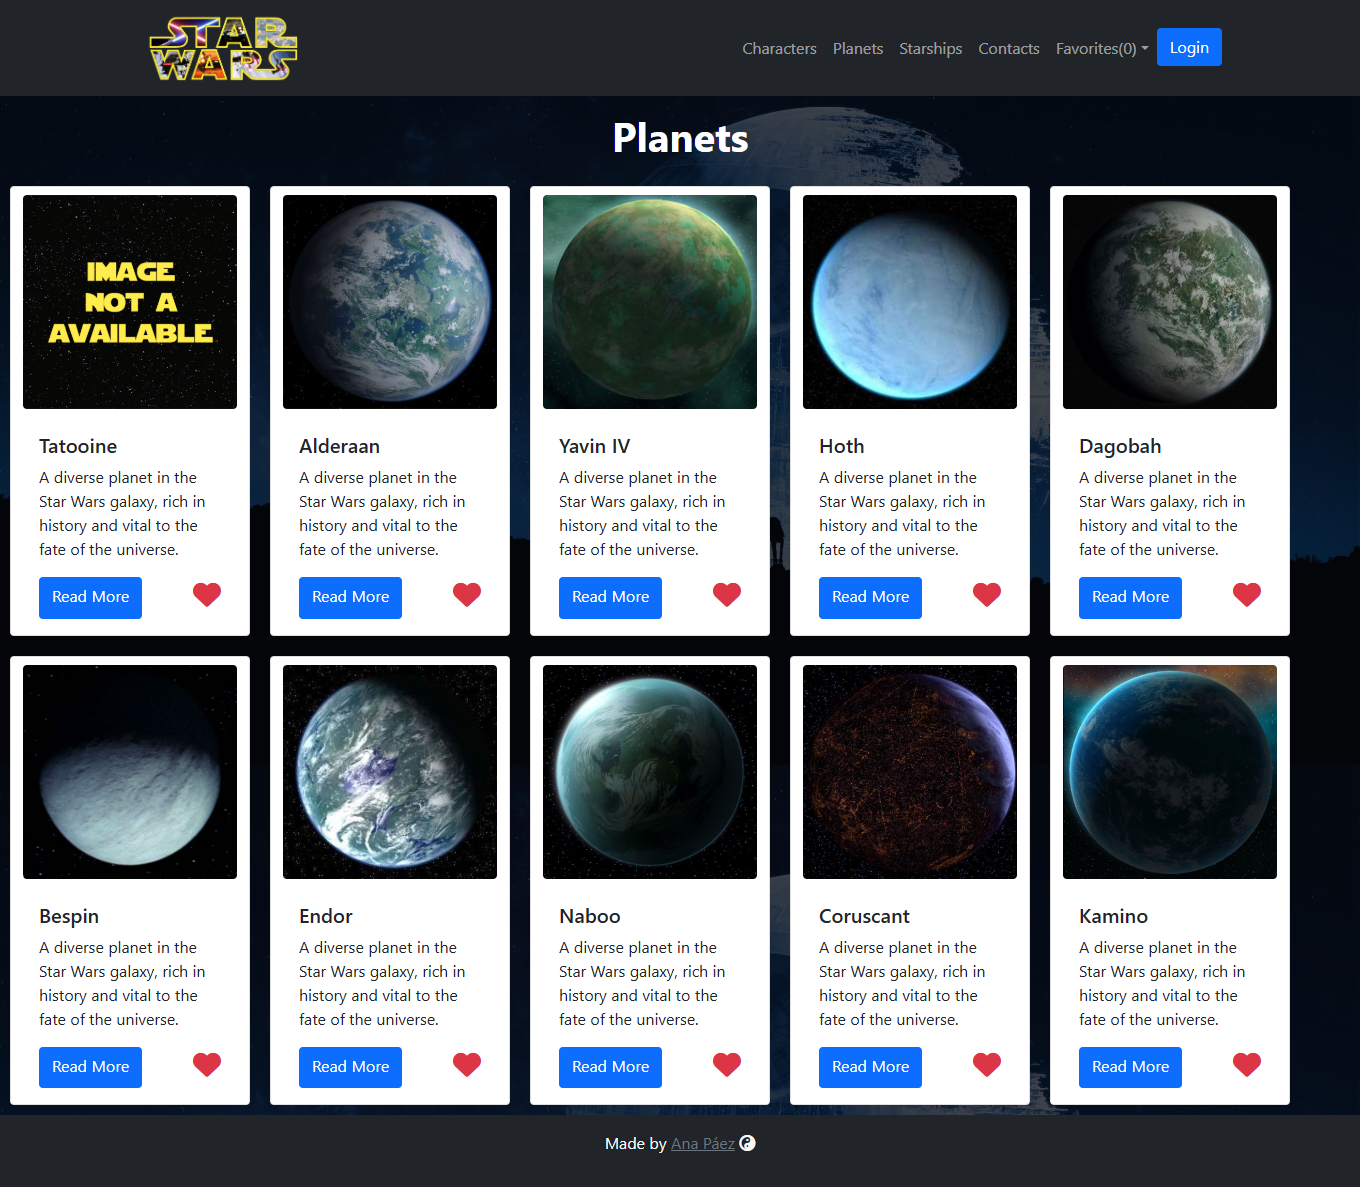 STAR
WARS
Characters Planets Starships Contacts Favorites(0) Login
Planets
IMAGE
NOT A
AVAILABLE
Tatooine
A diverse planet in the
Star Wars galaxy, rich in
history and vital to the
fate of the universe.
Read More
Alderaan
A diverse planet in the
Star Wars galaxy, rich in
history and vital to the
fate of the universe.
Read More
Yavin IV
A diverse planet in the
Star Wars galaxy, rich in
history and vital to the
fate of the universe.
Read More
Hoth
A diverse planet in the
Star Wars galaxy, rich in
history and vital to the
fate of the universe.
Read More
Dagobah
A diverse planet in the
Star Wars galaxy, rich in
history and vital to the
fate of the universe.
Read More
Bespin
A diverse planet in the
Star Wars galaxy, rich in
history and vital to the
fate of the universe.
Read More
Endor
A diverse planet in the
Star Wars galaxy, rich in
history and vital to the
fate of the universe.
Read More
Naboo
A diverse planet in the
Star Wars galaxy, rich in
history and vital to the
fate of the universe.
Read More
Coruscant
A diverse planet in the
Star Wars galaxy, rich in
history and vital to the
fate of the universe.
Read More
Kamino
A diverse planet in the
Star Wars galaxy, rich in
history and vital to the
fate of the universe.
Read More
Made by Ana Páez